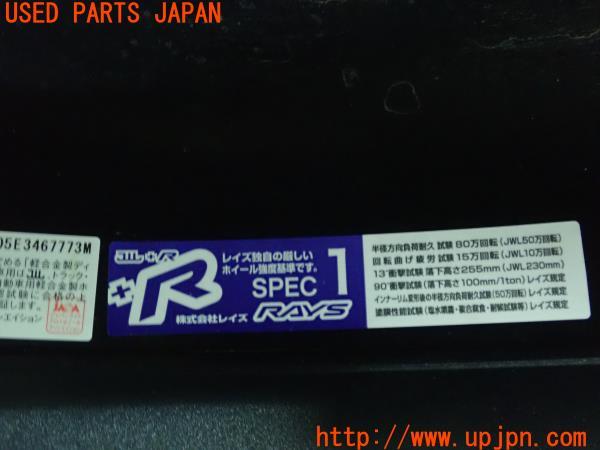 USED PARTS JAPAN
05E3467773M
める「軽合金製ディ
トラック・
動車用軽合金製ホ
試験に合格の上
します。
エイション
JWL+R
+R
レイズ独自の厳しい
ホイール強度基準です。
SPEC 1
株式会社レイズ RAYS
半径方向負荷耐久試験 80万回転 (JWL50万回転)
回転曲げ疲労試験 15万回転 (JWL10万回転)
13°衝撃試験 落下高さ255mm (JWL230mm)
90°衝撃試験 (落下高さ100mm/1ton) レイズ規定
インナーリム変形後の半径方向負荷耐久試験(50万回転) レイズ規定
塗膜性能試験 (塩水噴霧・複合腐食・耐候試験等) レイズ規定
http://www.upjpn.com/